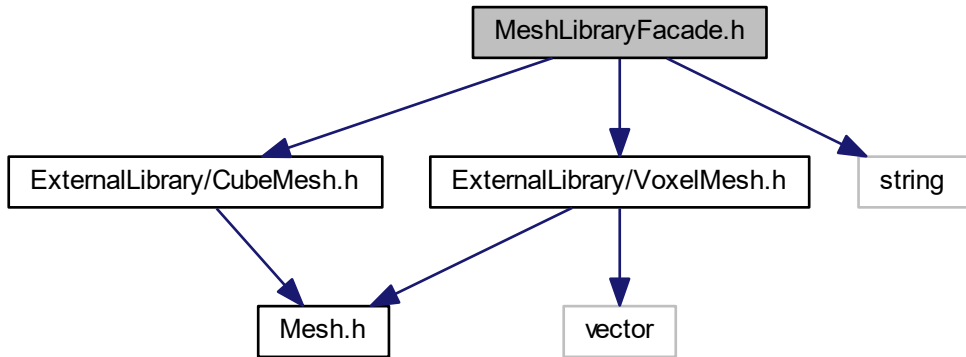 MeshLibraryFacade.h
ExternalLibrary/CubeMesh.h
ExternalLibrary/VoxelMesh.h
string
Mesh.h
vector